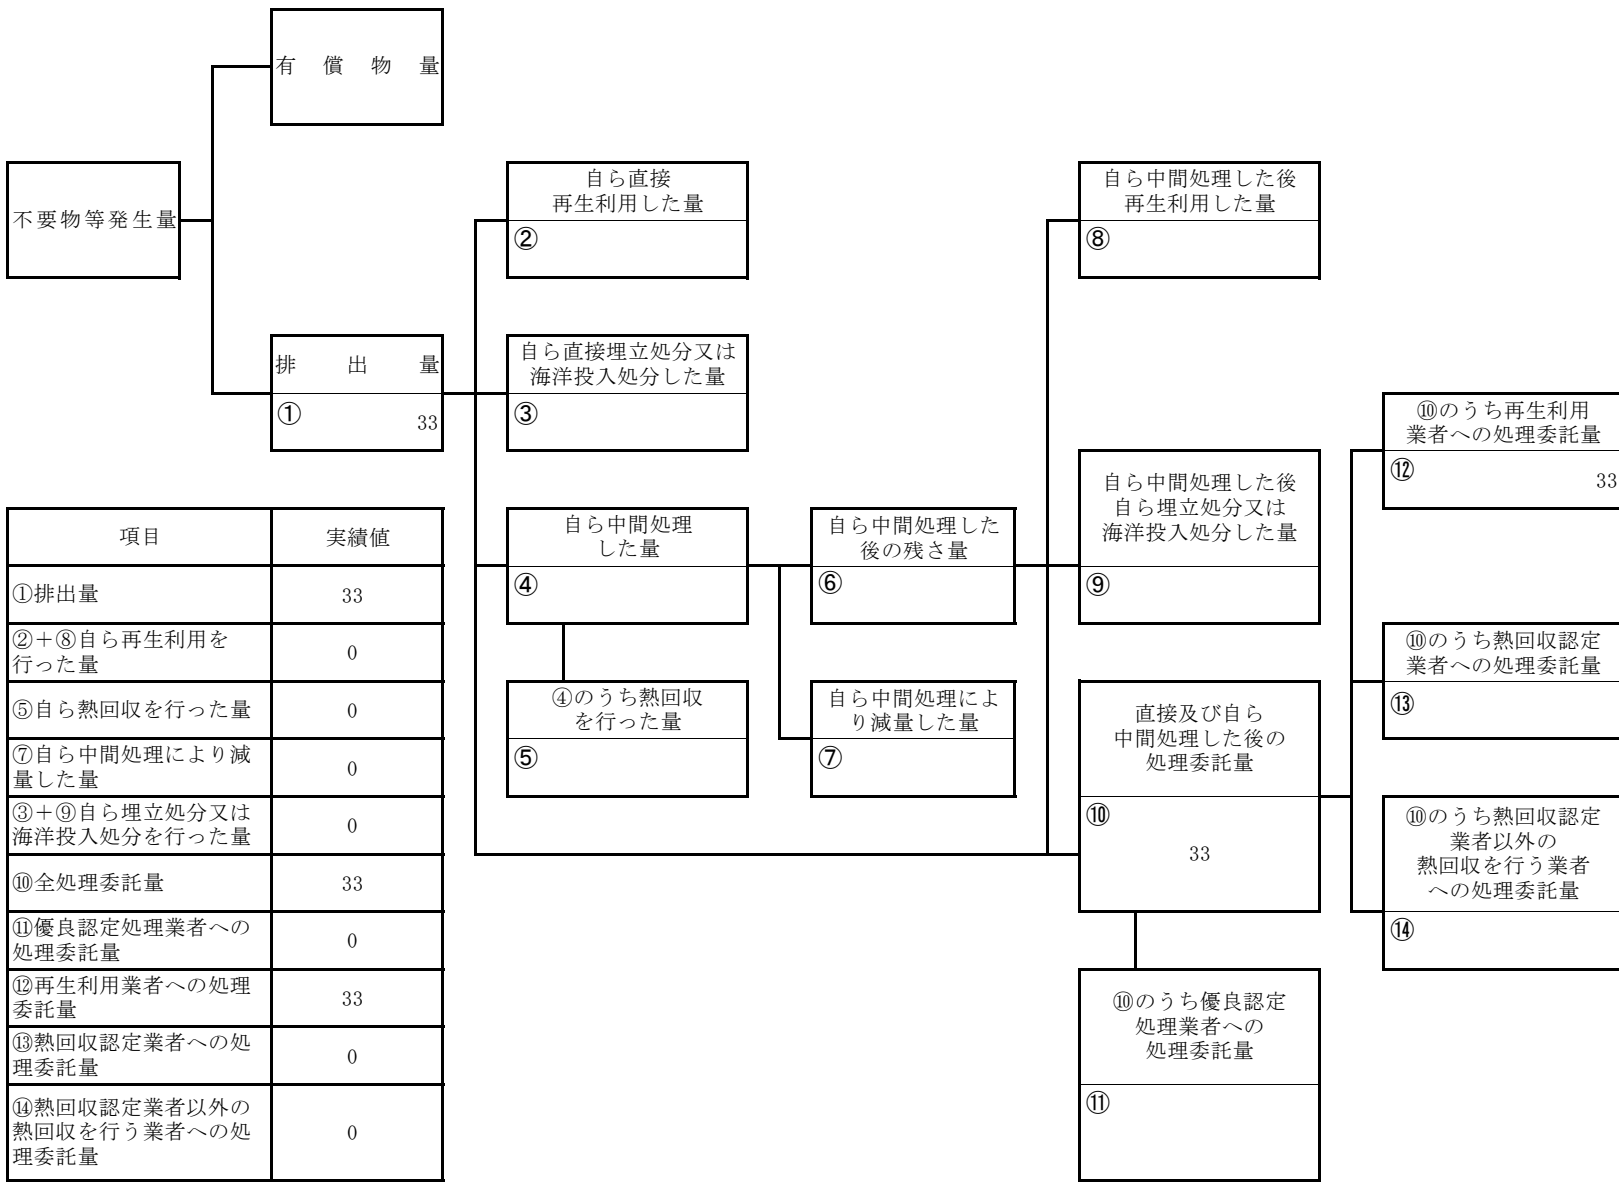 有償物量
不要物等発生量
排出量
①
33
自ら直接
再生利用した量
②
自ら直接埋立処分又は
海洋投入処分した量
③
自ら中間処理
した量
④
④のうち熱回収
を行った量
⑤
自ら中間処理した
後の残さ量
⑥
自ら中間処理によ
り減量した量
⑦
自ら中間処理した後
再生利用した量
⑧
自ら中間処理した後
自ら埋立処分又は
海洋投入処分した量
⑨
直接及び自ら
中間処理した後の
処理委託量
⑩
33
⑩のうち優良認定
処理業者への
処理委託量
⑪
⑩のうち再生利用
業者への処理委託量
⑫
33
⑩のうち熱回収認定
業者への処理委託量
⑬
⑩のうち熱回収認定
業者以外の
熱回収を行う業者
への処理委託量
⑭
項目 実績値
①排出量 33
②+⑧自ら再生利用を
行った量 0
⑤自ら熱回収を行った量 0
⑦自ら中間処理により減
量した量 0
③+⑨自ら埋立処分又は
海洋投入処分を行った量 0
⑩全処理委託量 33
⑪優良認定処理業者への
処理委託量 0
⑫再生利用業者への処理
委託量 33
⑬熱回収認定業者への処
理委託量 0
⑭熱回収認定業者以外の
熱回収を行う業者への処
理委託量 0